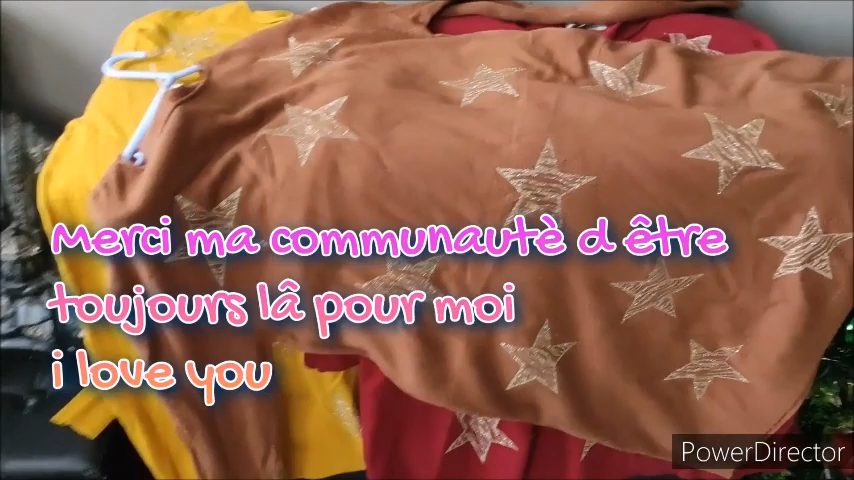 Merci ma communautè d être
toujours lâ pour moi
i love you
PowerDirector